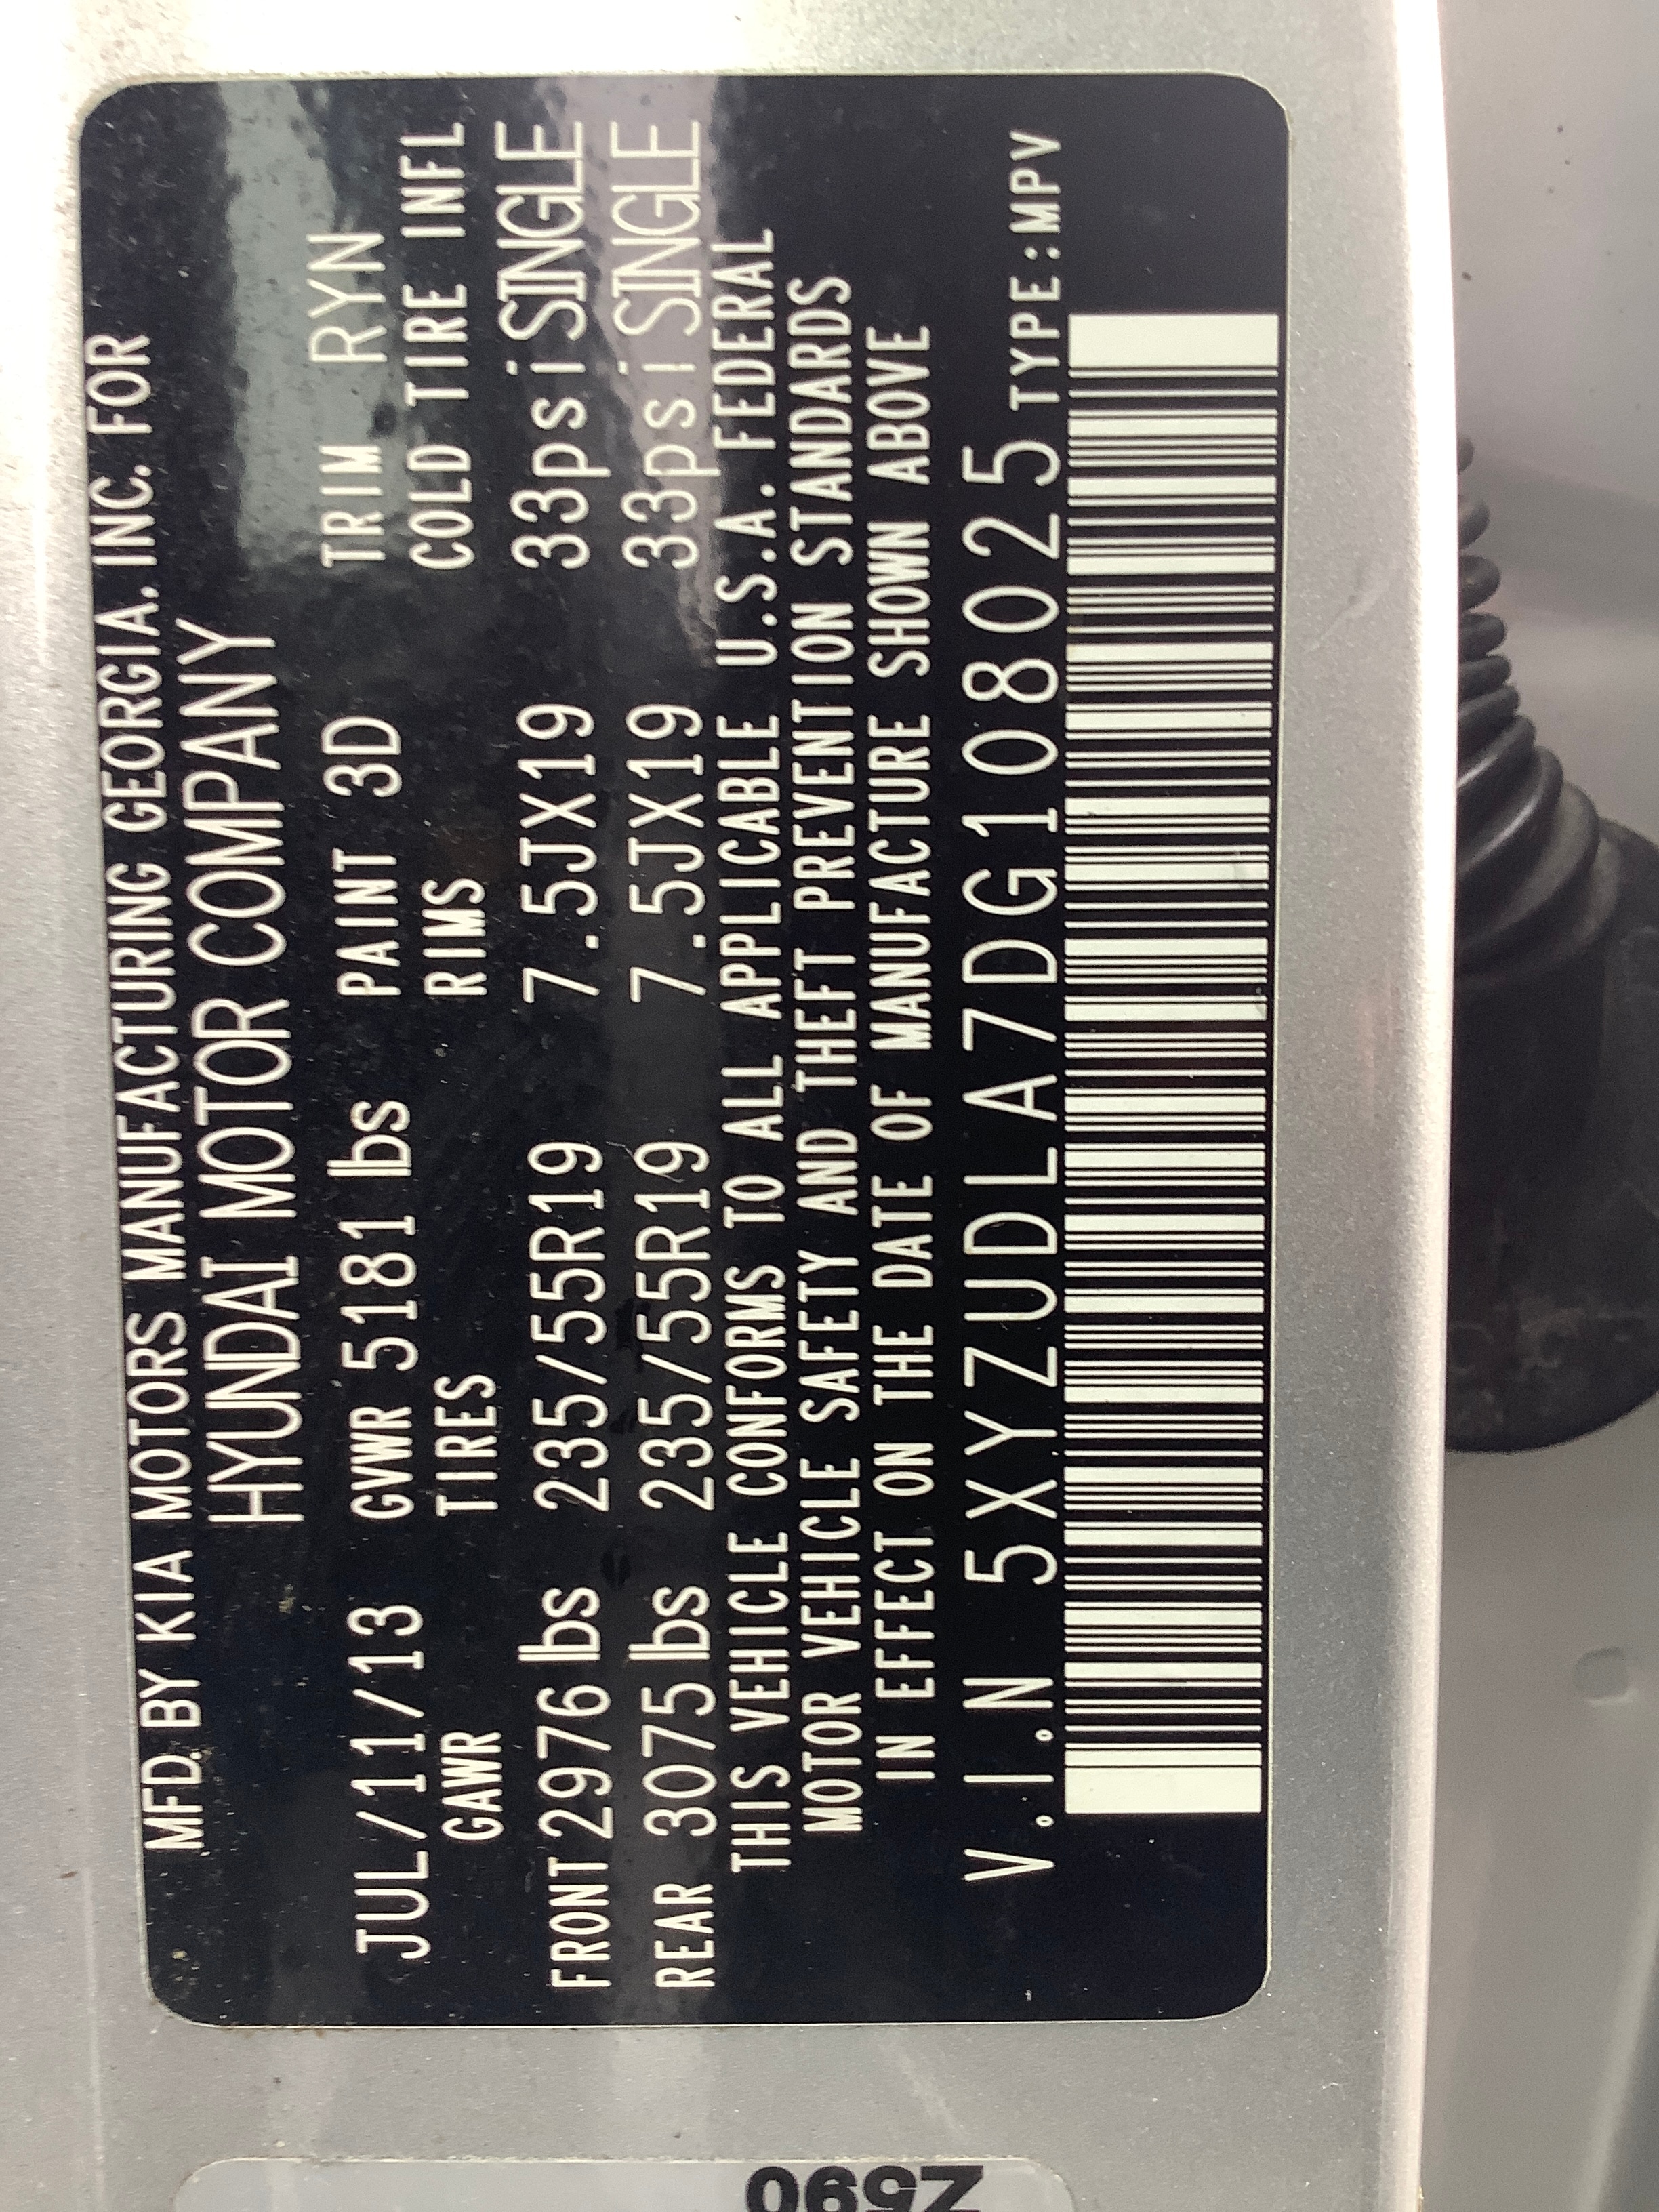 MFD. BY KIA MOTORS MANUFACTURING GEORGIA. INC. FOR
HYUNDAI MOTOR COMPANY
JUL/11/13 GVWR 5181 lbs PAINT 3D TRIM RYN
GAWR TIRES RIMS COLD TIRE INFL
FRONT 2976 lbs 235/55R19 7.5JX19 33psi SINGLE
REAR 3075 lbs 235/55R19 7.5JX19 33psi SINGLE
THIS VEHICLE CONFORMS TO ALL APPLICABLE U.S.A. FEDERAL
MOTOR VEHICLE SAFETY AND THEFT PREVENTION STANDARDS
IN EFFECT ON THE DATE OF MANUFACTURE SHOWN ABOVE
V.I.N 5XYZUDLA7DG108025 TYPE:MPV